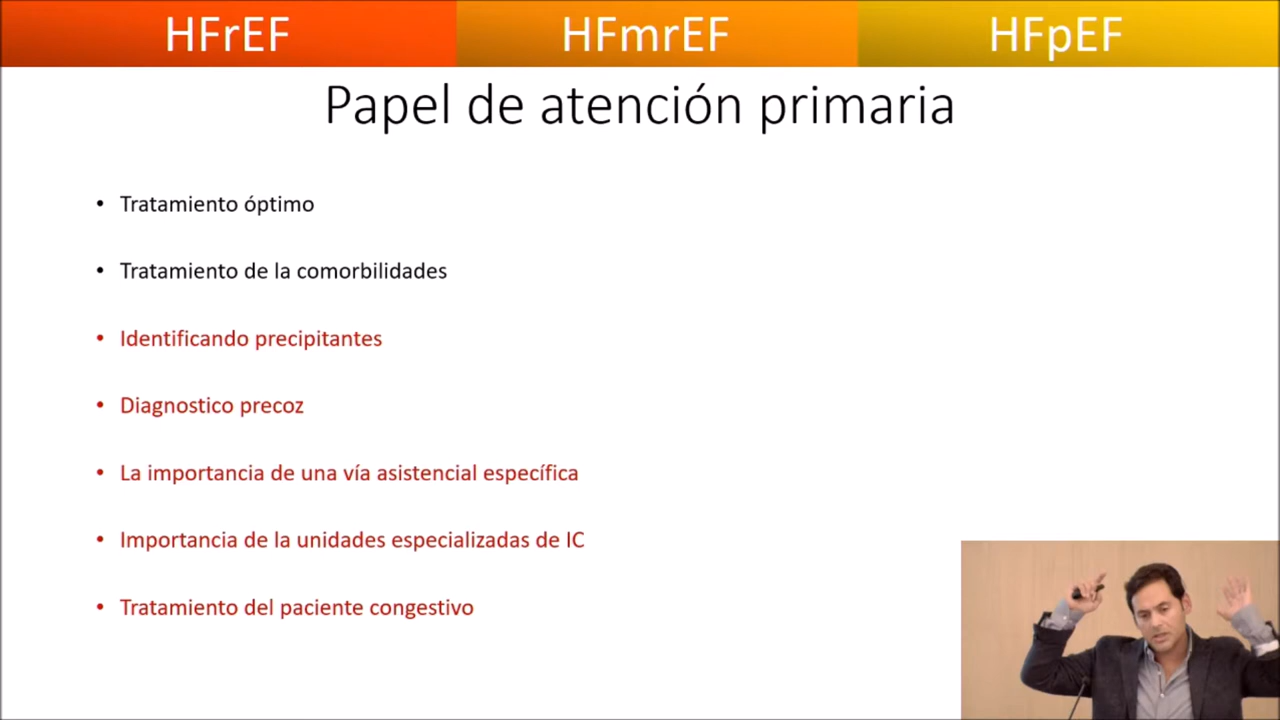 HFrEF HFmrEF HFpEF
Papel de atención primaria
• Tratamiento óptimo
• Tratamiento de la comorbilidades
• Identificando precipitantes
• Diagnostico precoz
• La importancia de una vía asistencial específica
• Importancia de la unidades especializadas de IC
• Tratamiento del paciente congestivo